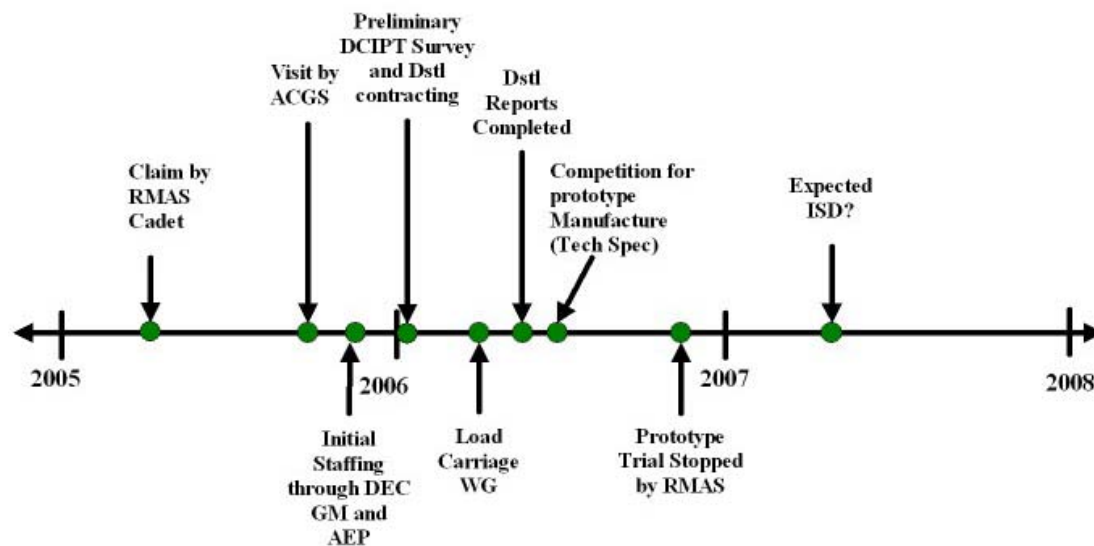 Preliminary
DCIPT Survey
and Dstl
contracting
Visit by
ACGS
Dstl
Reports
Completed
Claim by
RMAS
Cadet
Competition for
prototype
Manufacture
(Tech Spec)
Expected
ISD?
2005
2006
2007
2008
Initial
Staffing
through DEC
GM and
AEP
Load
Carriage
WG
Prototype
Trial Stopped
by RMAS